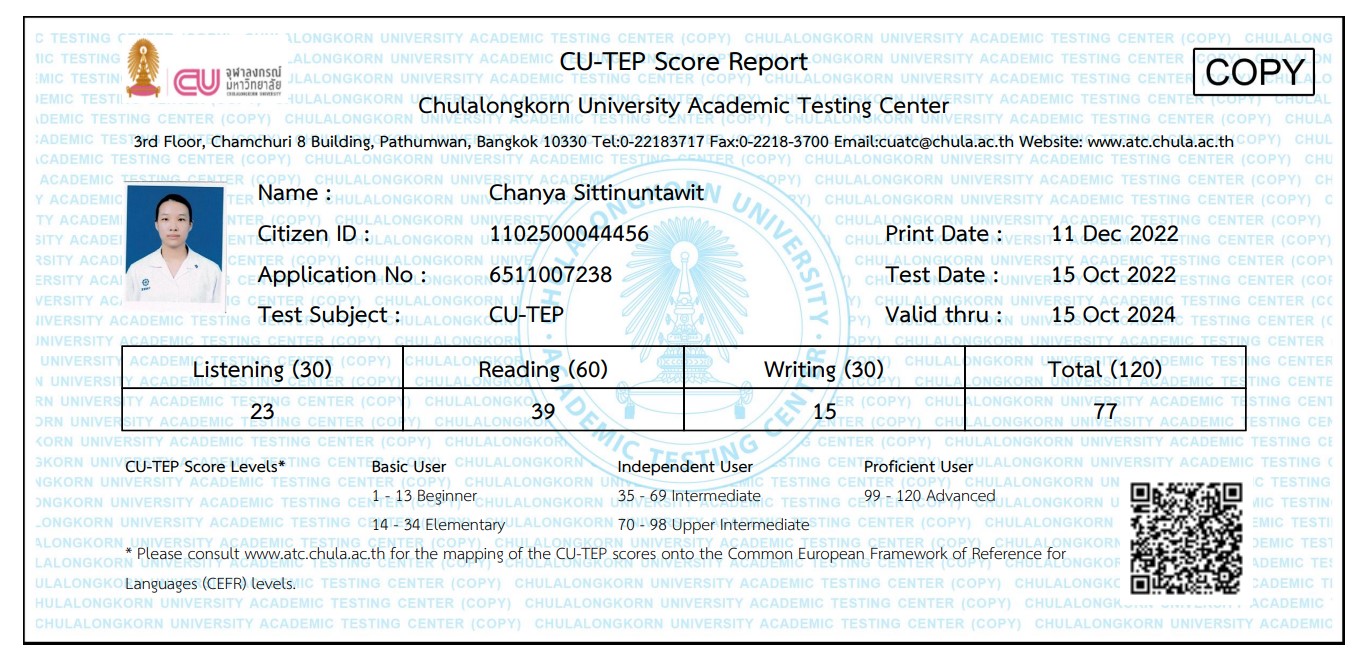 CU-TEP Score Report
COPY
จุฬาลงกรณ์
มหาวิทยาลัย
CHULALONGKORN UNIVERSITY
Chulalongkorn University Academic Testing Center
3rd Floor, Chamchuri 8 Building, Pathumwan, Bangkok 10330 Tel:0-22183717 Fax:0-2218-3700 Email:cuatc@chula.ac.th Website: www.atc.chula.ac.th
Name : Chanya Sittinuntawit
Citizen ID : 1102500044456 Print Date : 11 Dec 2022
Application No : 6511007238 Test Date : 15 Oct 2022
Test Subject : CU-TEP Valid thru : 15 Oct 2024
Listening (30) Reading (60) Writing (30) Total (120)
23 39 15 77
CU-TEP Score Levels* Basic User Independent User Proficient User
1 - 13 Beginner 35 - 69 Intermediate 99 - 120 Advanced
14 - 34 Elementary 70 - 98 Upper Intermediate
* Please consult www.atc.chula.ac.th for the mapping of the CU-TEP scores onto the Common European Framework of Reference for
Languages (CEFR) levels.
CHULALONGKORN UNIVERSITY · ACADEMIC TESTING CENTER ·
CHULALONGKORN UNIVERSITY ACADEMIC TESTING CENTER (COPY)